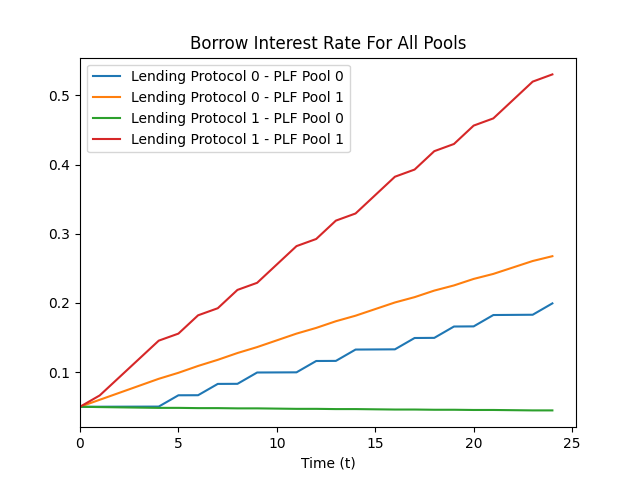 Borrow Interest Rate For All Pools
Lending Protocol 0 - PLF Pool 0
Lending Protocol 0 - PLF Pool 1
Lending Protocol 1 - PLF Pool 0
Lending Protocol 1 - PLF Pool 1
0.5
0.4
0.3
0.2
0.1
0 5 10 15 20 25
Time (t)